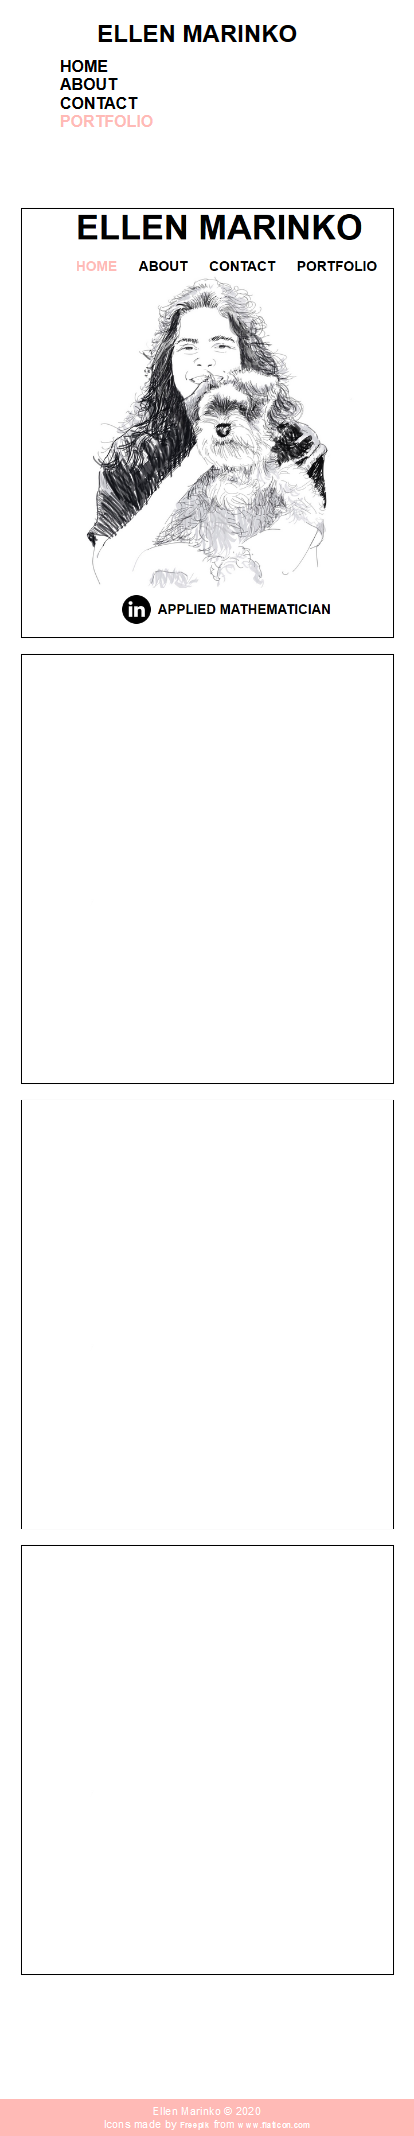 ELLEN MARINKO
HOME
ABOUT
CONTACT
PORTFOLIO
ELLEN MARINKO
HOME ABOUT CONTACT PORTFOLIO
in APPLIED MATHEMATICIAN
Ellen Marinko © 2020
Icons made by Freepik from www.flaticon.com